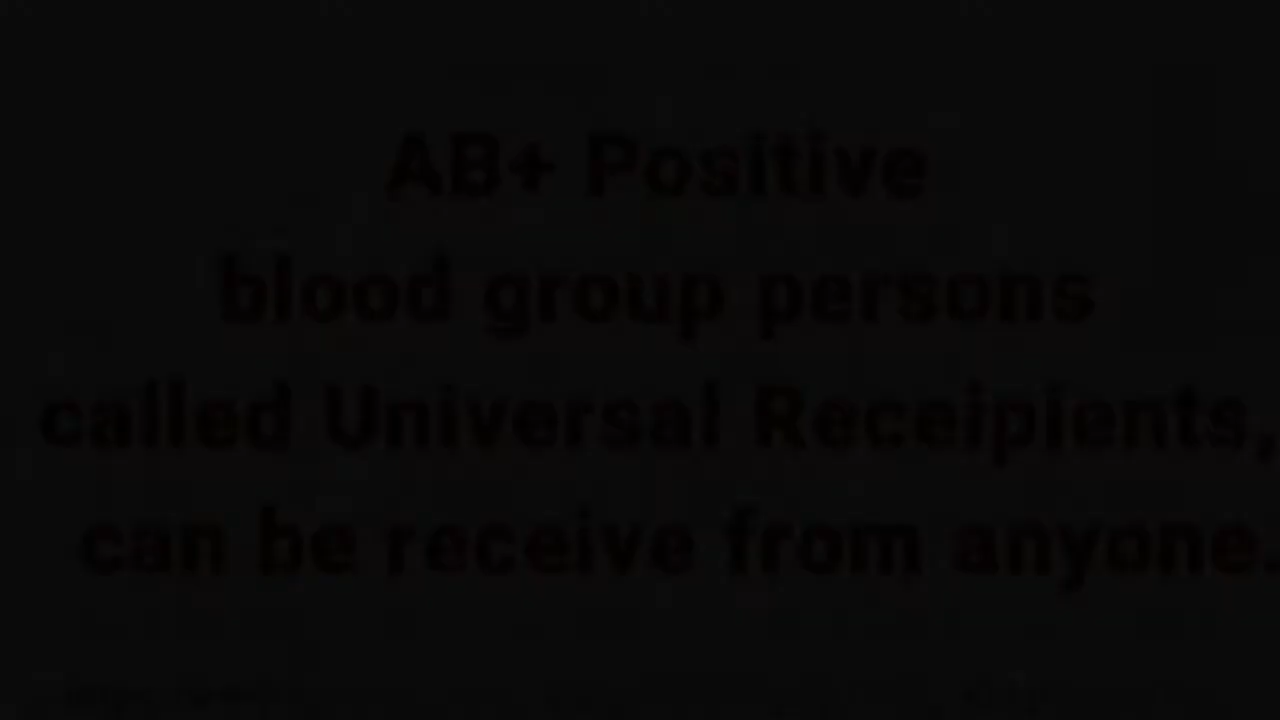 AB+ Positive
blood group persons
called Universal Receipients,
can be receive from anyone.